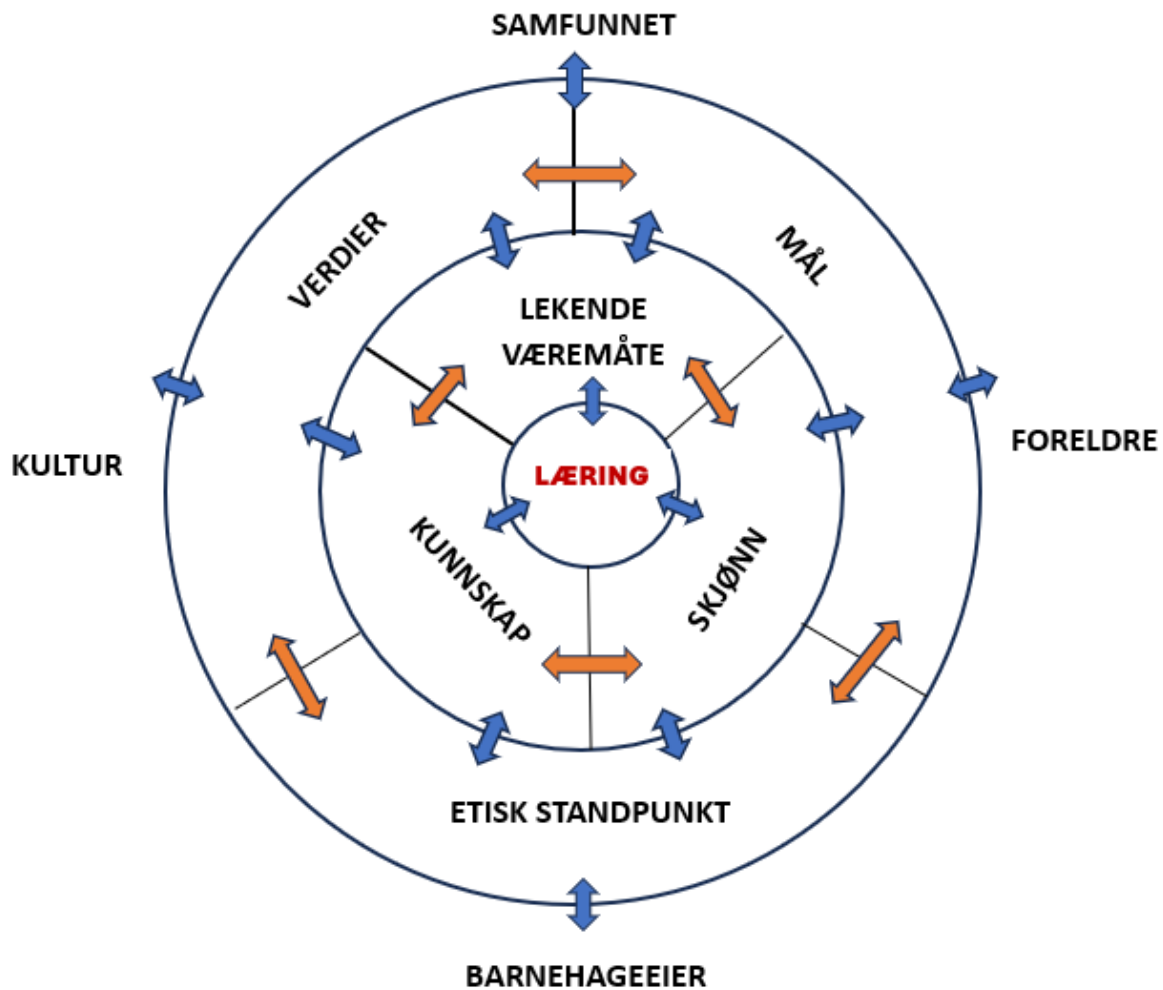 SAMFUNNET
VERDIER
MÅL
LEKENDE
VÆREMÅTE
KULTUR
LÆRING
FORELDRE
KUNNSKAP
SKJØNN
ETISK STANDPUNKT
BARNEHAGEEIER